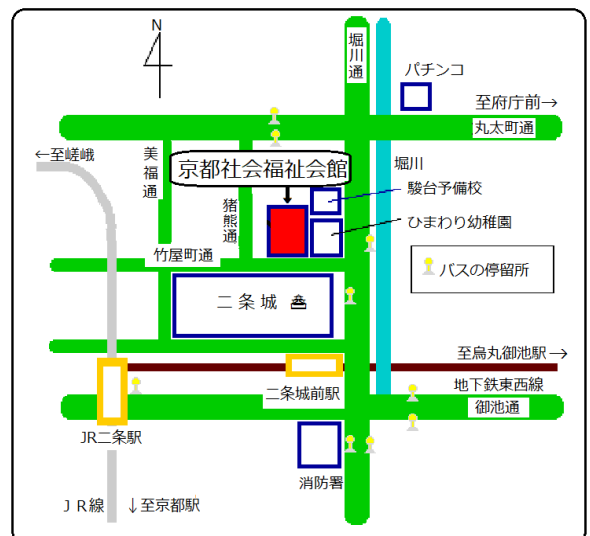 N
堀川通
パチンコ
至府庁前→
丸太町通
←至嵯峨
美福通
京都社会福祉会館
堀川
駿台予備校
猪熊通
ひまわり幼稚園
竹屋町通
バスの停留所
二条城
至烏丸御池駅→
地下鉄東西線
二条城前駅
御池通
JR二条駅
消防署
JR線
↓至京都駅